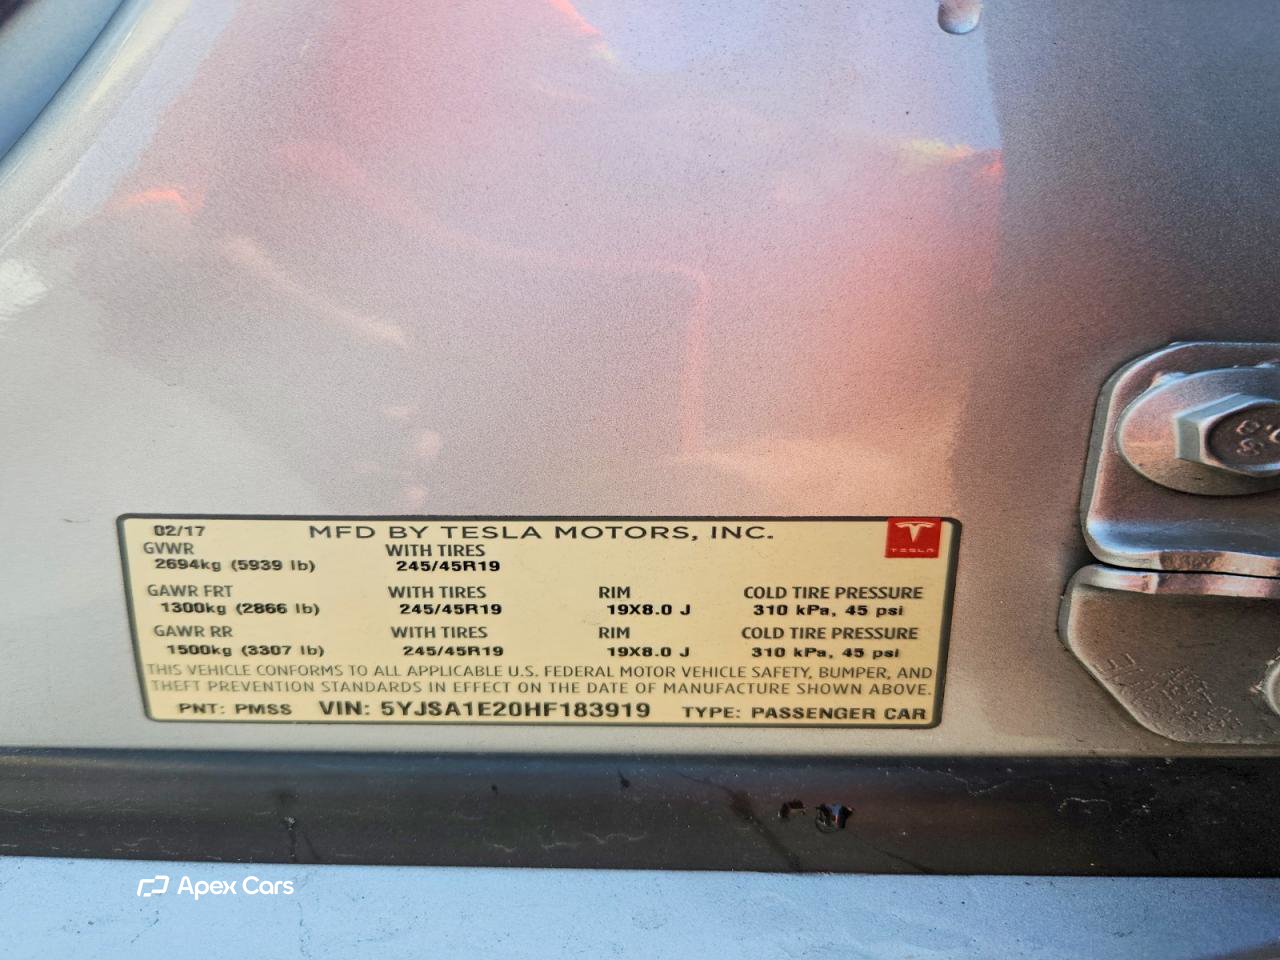 02/17 MFD BY TESLA MOTORS, INC.
TESLA
GVWR WITH TIRES
2694kg (5939 lb) 245/45R19
GAWR FRT WITH TIRES RIM COLD TIRE PRESSURE
1300kg (2866 lb) 245/45R19 19X8.0 J 310 kPa, 45 psi
GAWR RR WITH TIRES RIM COLD TIRE PRESSURE
1500kg (3307 lb) 245/45R19 19X8.0 J 310 kPa, 45 psi
THIS VEHICLE CONFORMS TO ALL APPLICABLE U.S. FEDERAL MOTOR VEHICLE SAFETY, BUMPER, AND
THEFT PREVENTION STANDARDS IN EFFECT ON THE DATE OF MANUFACTURE SHOWN ABOVE.
PNT: PMSS VIN: 5YJSA1E20HF183919 TYPE: PASSENGER CAR
Apex Cars